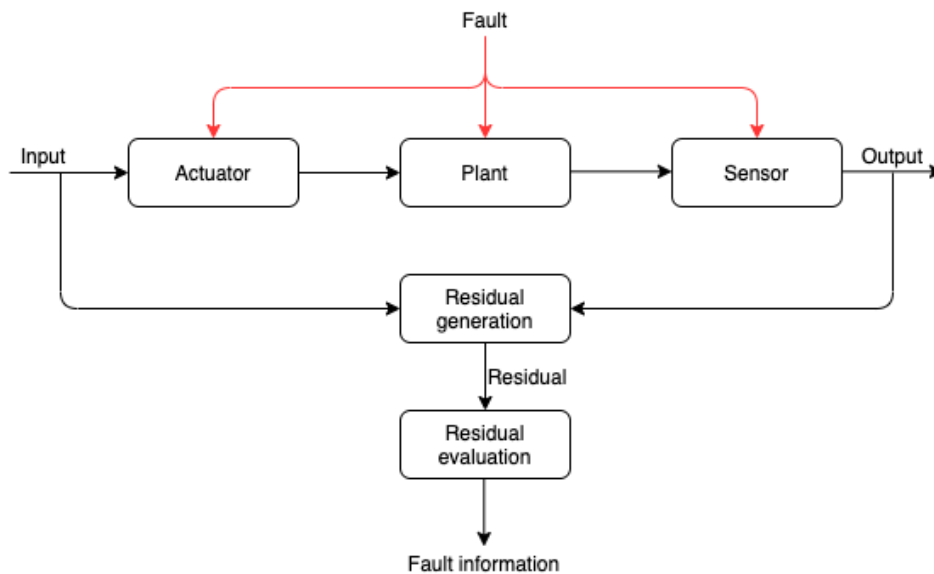 Fault
Input
Actuator
Plant
Sensor
Output
Residual
generation
Residual
Residual
evaluation
Fault information